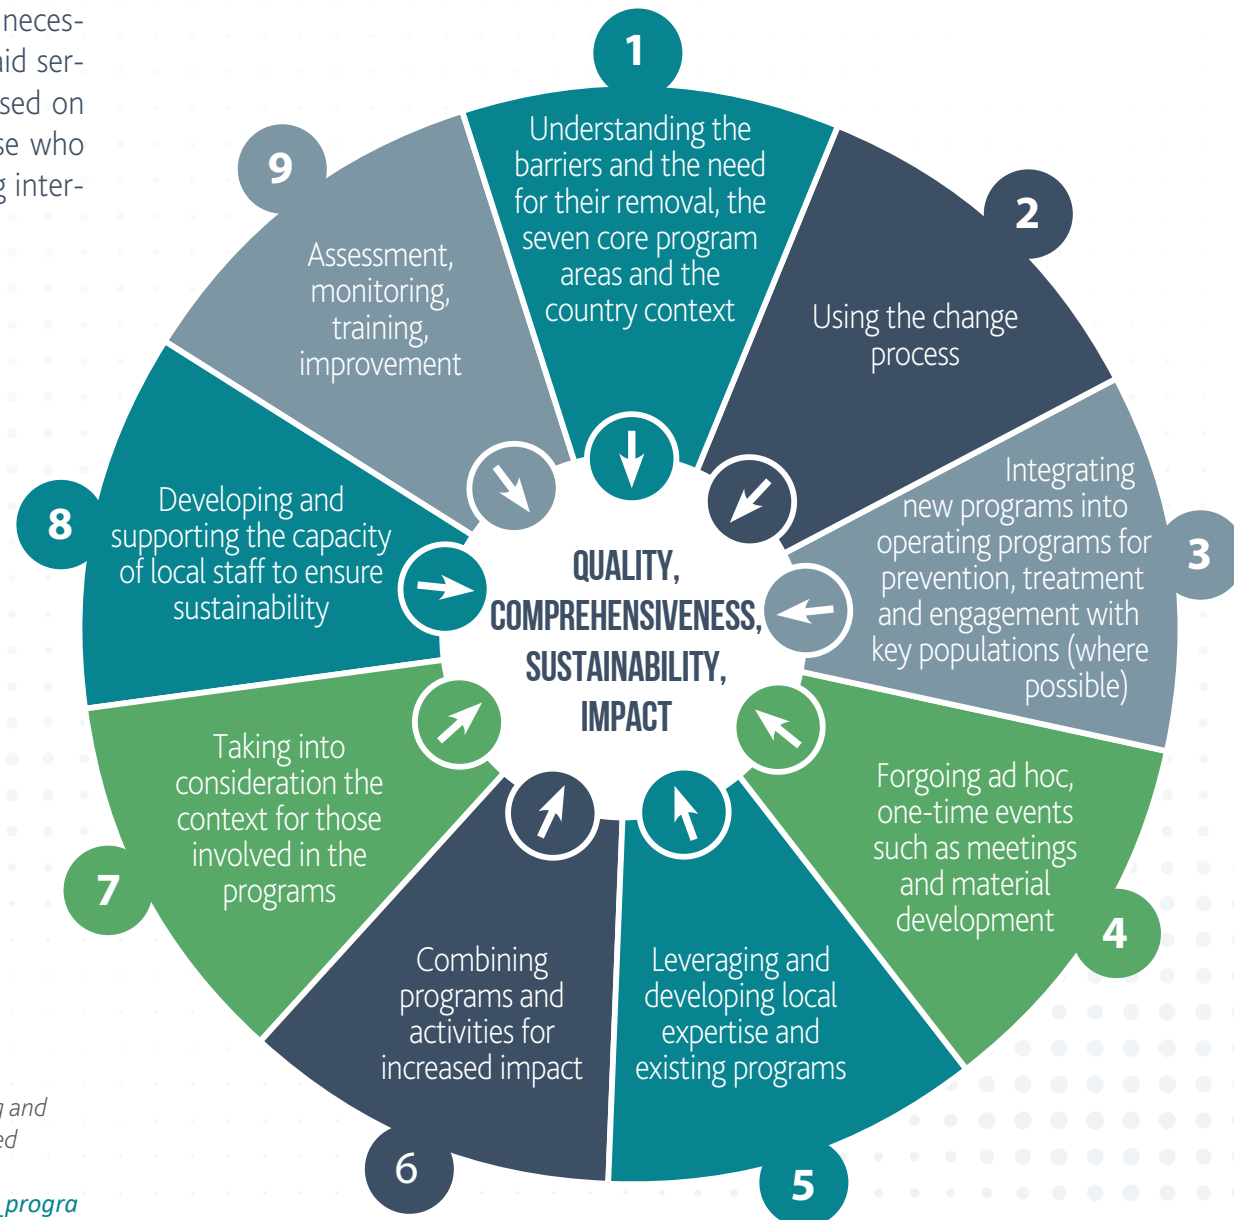 neces-
aid ser-
sed on
se who
g inter-
1
Understanding the
barriers and the need
for their removal, the
seven core program
areas and the
country context
2
Using the change
process
3
Integrating
new programs into
operating programs for
prevention, treatment
and engagement with
key populations (where
possible)
4
Forgoing ad hoc,
one-time events
such as meetings
and material
development
5
Leveraging and
developing local
expertise and
existing programs
6
Combining
programs and
activities for
increased impact
7
Taking into
consideration the
context for those
involved in the
programs
8
Developing and
supporting the capacity
of local staff to ensure
sustainability
9
Assessment,
monitoring,
training,
improvement
QUALITY,
COMPREHENSIVENESS,
SUSTAINABILITY,
IMPACT
g and
ed
_progra